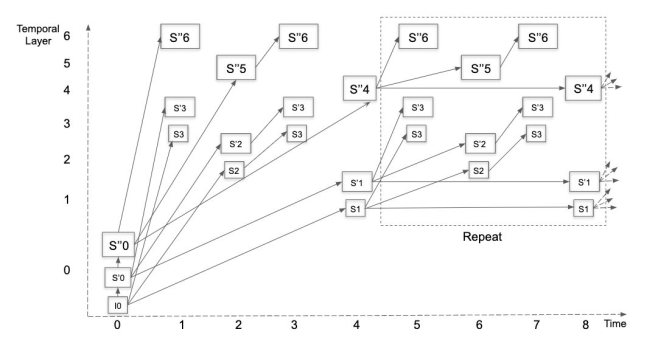 Temporal
Layer
6
5
4
3
2
1
0
S"6
S"6
S"6
S"6
S"5
S"5
S"4
S"4
S'3
S'3
S'3
S'3
S3
S3
S3
S3
S'2
S'2
S2
S2
S'1
S'1
S1
S1
S"0
S'0
I0
Repeat
0 1 2 3 4 5 6 7 8 Time